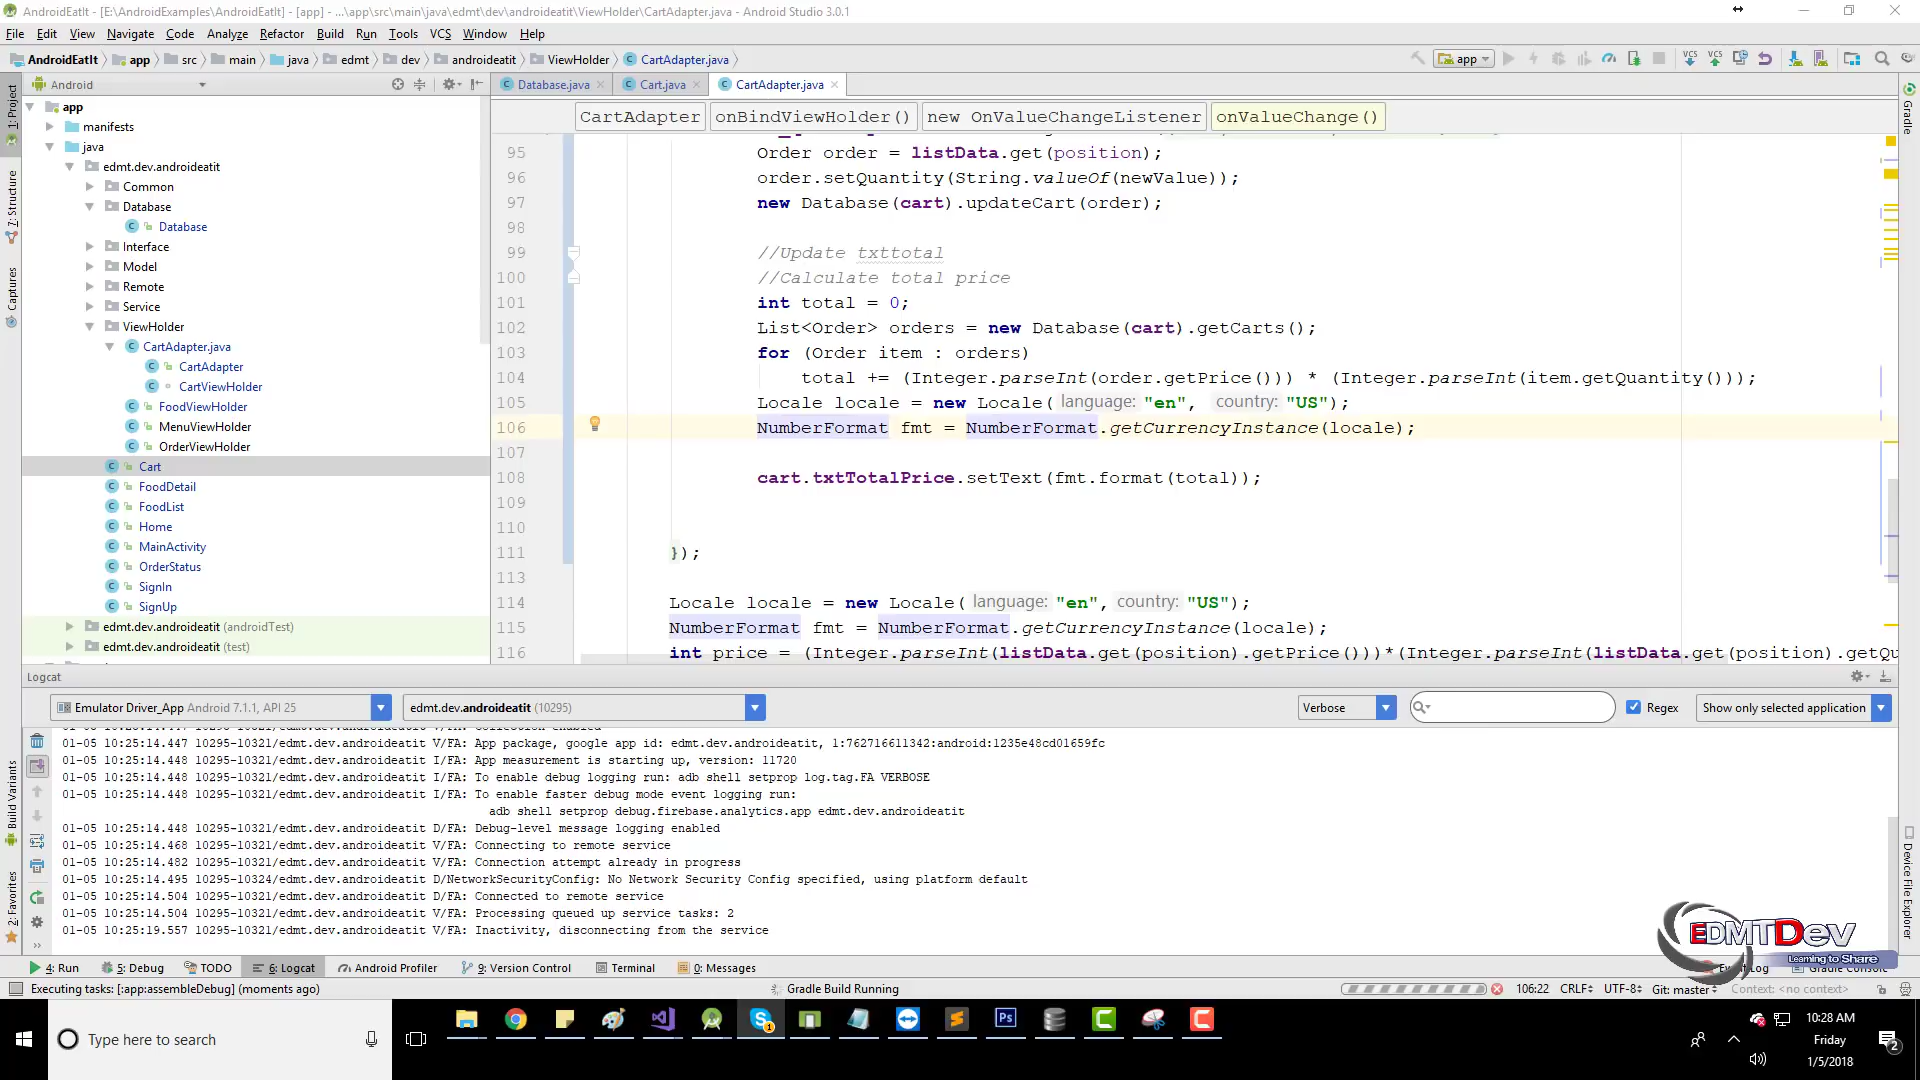 AndroidEatIt - [E:\AndroidExamples\AndroidEatIt] - [app] - ...\app\src\main\java\edmt\dev\androideatit\ViewHolder\CartAdapter.java - Android Studio 3.0.1
File Edit View Navigate Code Analyze Refactor Build Run Tools VCS Window Help
AndroidEatIt app src main java edmt dev androideatit ViewHolder CartAdapter.java
app
VCS VCS
Android
Database.java Cart.java CartAdapter.java
CartAdapter onBindViewHolder() new OnValueChangeListener onValueChange()
1: Project
7: Structure
Captures
Build Variants
2: Favorites
app
manifests
java
edmt.dev.androideatit
Common
Database
Database
Interface
Model
Remote
Service
ViewHolder
CartAdapter.java
CartAdapter
CartViewHolder
FoodViewHolder
MenuViewHolder
OrderViewHolder
Cart
FoodDetail
FoodList
Home
MainActivity
OrderStatus
SignIn
SignUp
edmt.dev.androideatit (androidTest)
edmt.dev.androideatit (test)
95 Order order = listData.get(position);
96 order.setQuantity(String.valueOf(newValue));
97 new Database(cart).updateCart(order);
98
99 //Update txttotal
100 //Calculate total price
101 int total = 0;
102 List<Order> orders = new Database(cart).getCarts();
103 for (Order item : orders)
104 total += (Integer.parseInt(order.getPrice())) * (Integer.parseInt(item.getQuantity()));
105 Locale locale = new Locale( language: "en", country: "US");
106 NumberFormat fmt = NumberFormat.getCurrencyInstance(locale);
107
108 cart.txtTotalPrice.setText(fmt.format(total));
109
110
111 });
113
114 Locale locale = new Locale( language: "en", country: "US");
115 NumberFormat fmt = NumberFormat.getCurrencyInstance(locale);
116 int price = (Integer.parseInt(listData.get(position).getPrice()))*(Integer.parseInt(listData.get(position).getQu
Gradle
Device File Explorer
Logcat
Emulator Driver_App Android 7.1.1, API 25 edmt.dev.androideatit (10295) Verbose Regex Show only selected application
01-05 10:25:14.447 10295-10321/edmt.dev.androideatit V/FA: App package, google app id: edmt.dev.androideatit, 1:762716611342:android:1235e48cd01659fc
01-05 10:25:14.448 10295-10321/edmt.dev.androideatit I/FA: App measurement is starting up, version: 11720
01-05 10:25:14.448 10295-10321/edmt.dev.androideatit I/FA: To enable debug logging run: adb shell setprop log.tag.FA VERBOSE
01-05 10:25:14.448 10295-10321/edmt.dev.androideatit I/FA: To enable faster debug mode event logging run:
adb shell setprop debug.firebase.analytics.app edmt.dev.androideatit
01-05 10:25:14.448 10295-10321/edmt.dev.androideatit D/FA: Debug-level message logging enabled
01-05 10:25:14.468 10295-10321/edmt.dev.androideatit V/FA: Connecting to remote service
01-05 10:25:14.482 10295-10321/edmt.dev.androideatit V/FA: Connection attempt already in progress
01-05 10:25:14.495 10295-10324/edmt.dev.androideatit D/NetworkSecurityConfig: No Network Security Config specified, using platform default
01-05 10:25:14.504 10295-10321/edmt.dev.androideatit D/FA: Connected to remote service
01-05 10:25:14.504 10295-10321/edmt.dev.androideatit V/FA: Processing queued up service tasks: 2
01-05 10:25:19.557 10295-10321/edmt.dev.androideatit V/FA: Inactivity, disconnecting from the service
EDMTDev
Learning to Share
4: Run 5: Debug TODO 6: Logcat Android Profiler 9: Version Control Terminal 0: Messages Event Log Gradle Console
Executing tasks: [:app:assembleDebug] (moments ago) Gradle Build Running 106:22 CRLF UTF-8 Git: master Context: <no context>
Type here to search
Ps
10:28 AM
Friday
1/5/2018
2